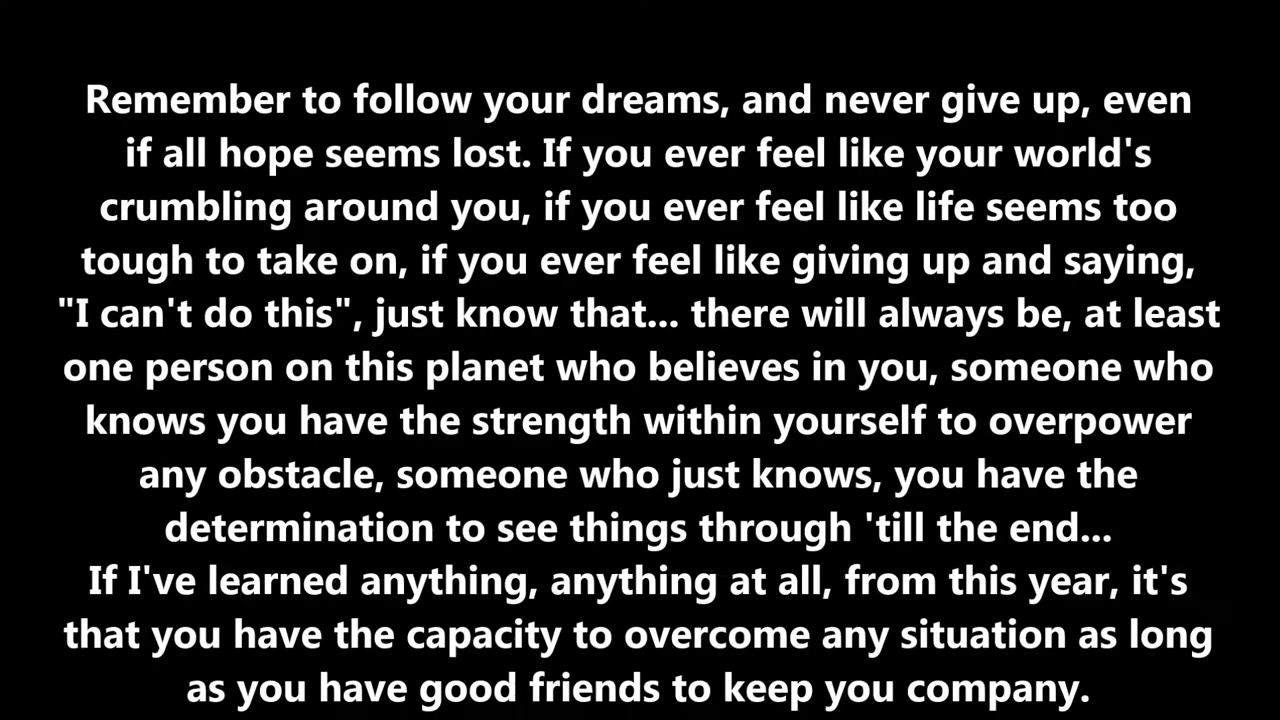 Remember to follow your dreams, and never give up, even
if all hope seems lost. If you ever feel like your world's
crumbling around you, if you ever feel like life seems too
tough to take on, if you ever feel like giving up and saying,
"I can't do this", just know that... there will always be, at least
one person on this planet who believes in you, someone who
knows you have the strength within yourself to overpower
any obstacle, someone who just knows, you have the
determination to see things through 'till the end...
If I've learned anything, anything at all, from this year, it's
that you have the capacity to overcome any situation as long
as you have good friends to keep you company.